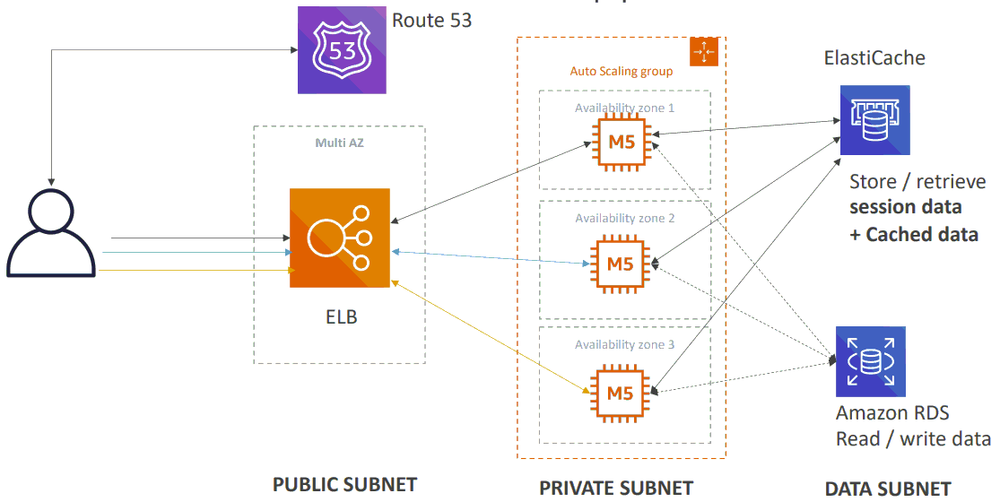 Route 53
53
ElastiCache
Auto Scaling group
Availability zone 1
M5
Multi AZ
Store / retrieve
session data
+ Cached data
Availability zone 2
M5
ELB
Availability zone 3
M5
Amazon RDS
Read / write data
PUBLIC SUBNET
PRIVATE SUBNET
DATA SUBNET